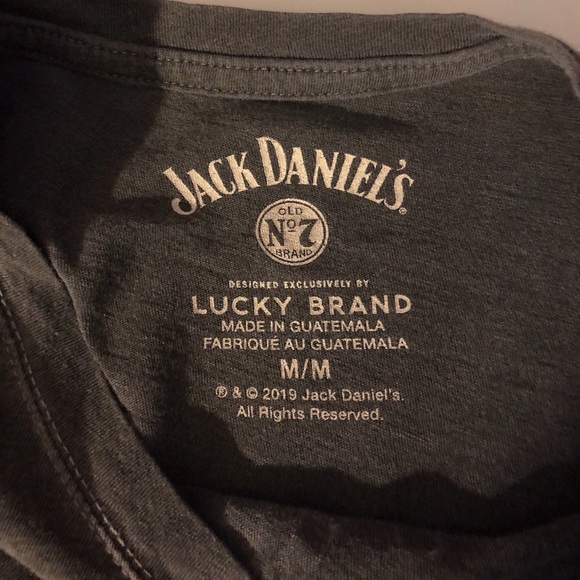 JACK DANIEL'S®
OLD
Nº7
BRAND
DESIGNED EXCLUSIVELY BY
LUCKY BRAND
MADE IN GUATEMALA
FABRIQUÉ AU GUATEMALA
M/M
® & © 2019 Jack Daniel's.
All Rights Reserved.